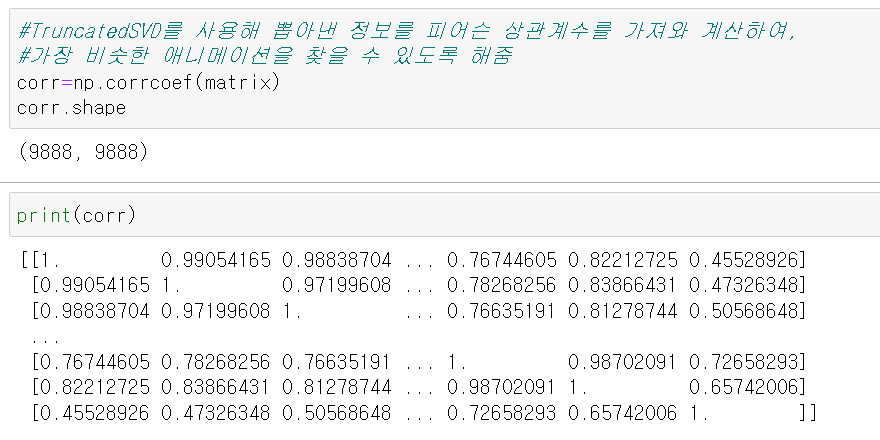 #TruncatedSVD를 사용해 뽑아낸 정보를 피어슨 상관계수를 가져와 계산하여,
#가장 비슷한 애니메이션을 찾을 수 있도록 해줌
corr=np.corrcoef(matrix)
corr.shape
(9888, 9888)
print(corr)
[[1.         0.99054165 0.98838704 ... 0.76744605 0.82212725 0.45528926]
 [0.99054165 1.         0.97199608 ... 0.78268256 0.83866431 0.47326348]
 [0.98838704 0.97199608 1.         ... 0.76635191 0.81278744 0.50568648]
 ...
 [0.76744605 0.78268256 0.76635191 ... 1.         0.98702091 0.72658293]
 [0.82212725 0.83866431 0.81278744 ... 0.98702091 1.         0.65742006]
 [0.45528926 0.47326348 0.50568648 ... 0.72658293 0.65742006 1.        ]]